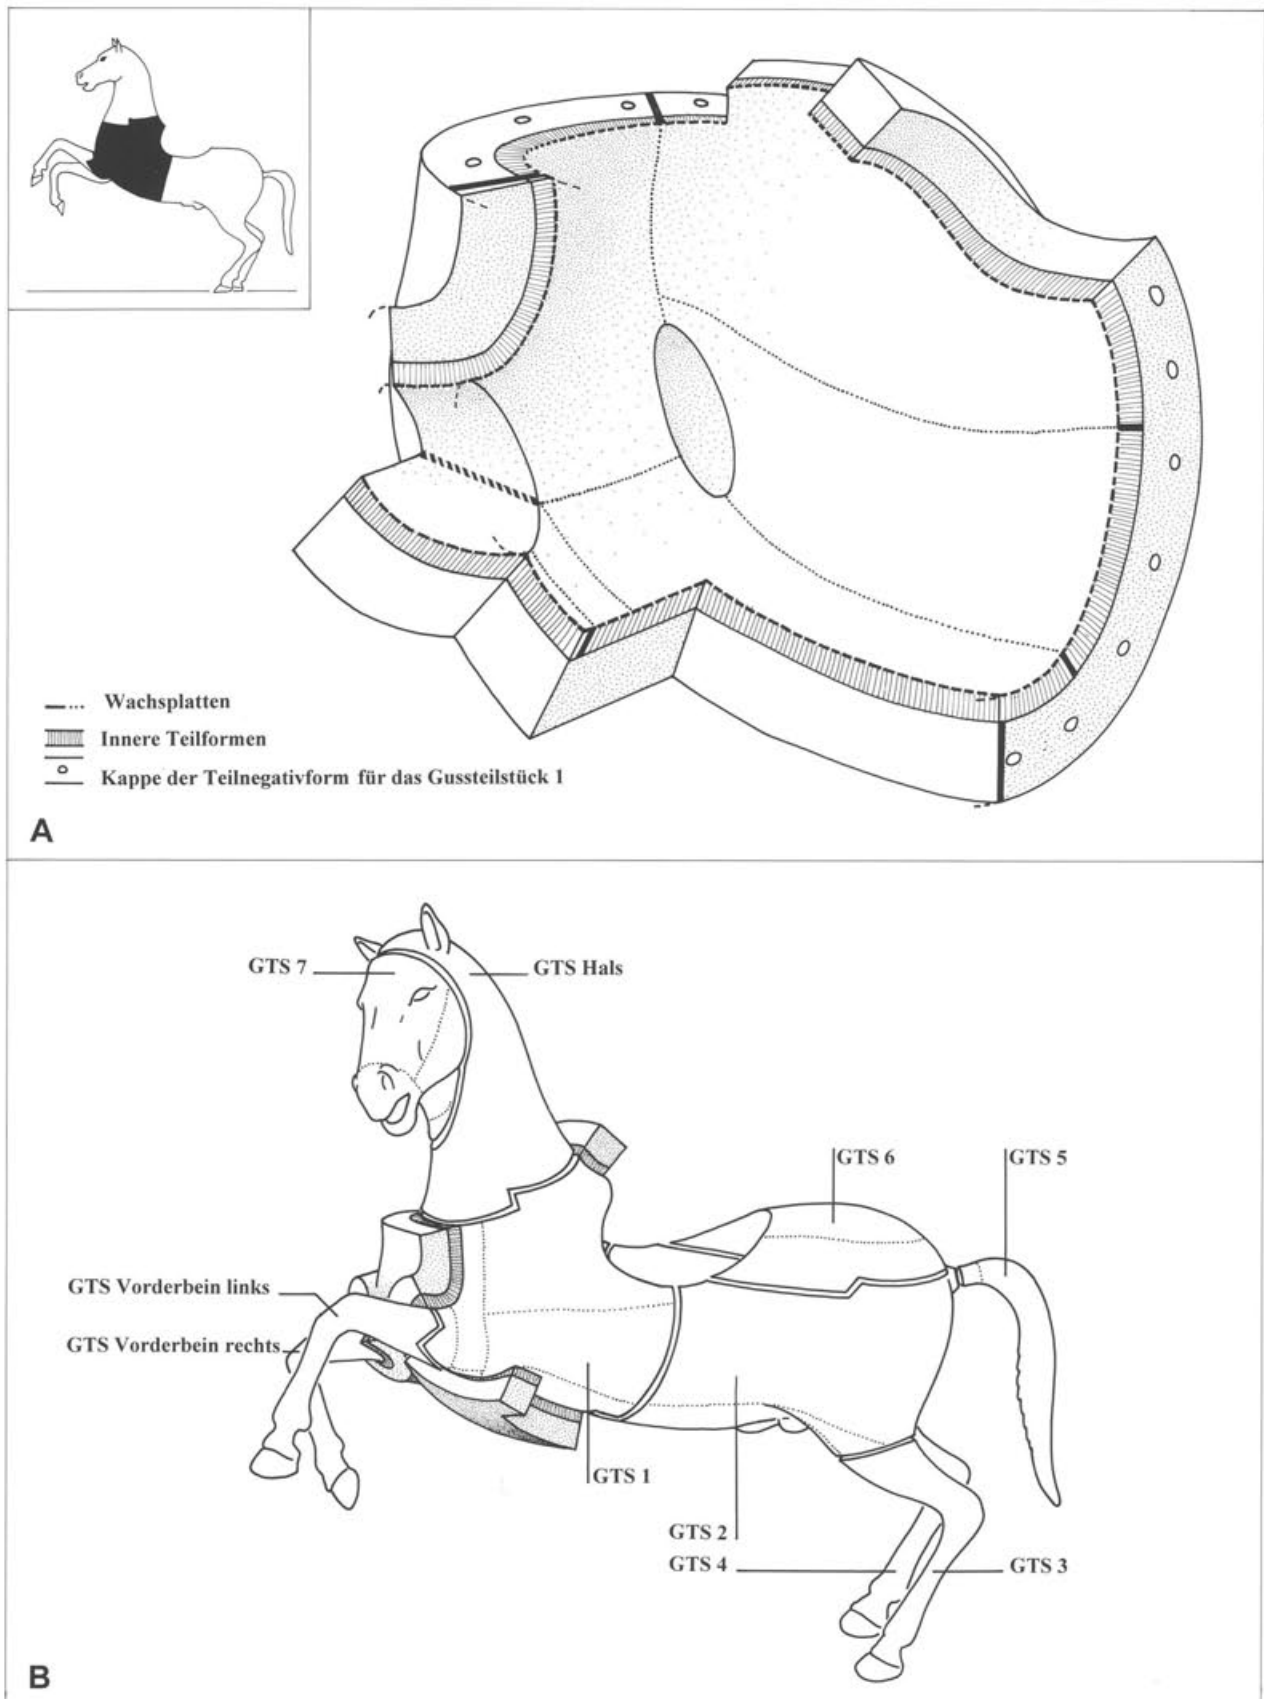 Wachsplatten
Innere Teilformen
Kappe der Teilnegativform für das Gussteilstück 1
A
GTS 7
GTS Hals
GTS 6
GTS 5
GTS Vorderbein links
GTS Vorderbein rechts
GTS 1
GTS 2
GTS 4
GTS 3
B